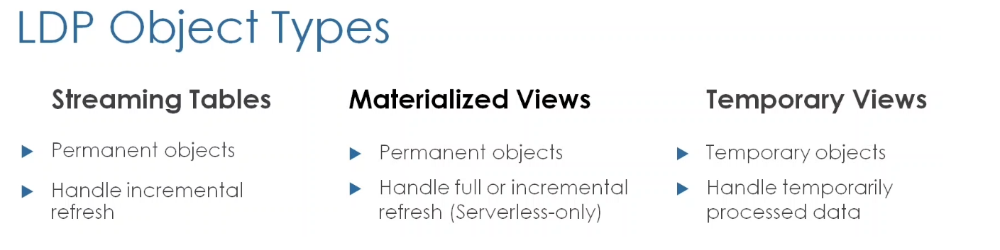 LDP Object Types
Streaming Tables
Permanent objects
Handle incremental
refresh
Materialized Views
Permanent objects
Handle full or incremental
refresh (Serverless-only)
Temporary Views
Temporary objects
Handle temporarily
processed data